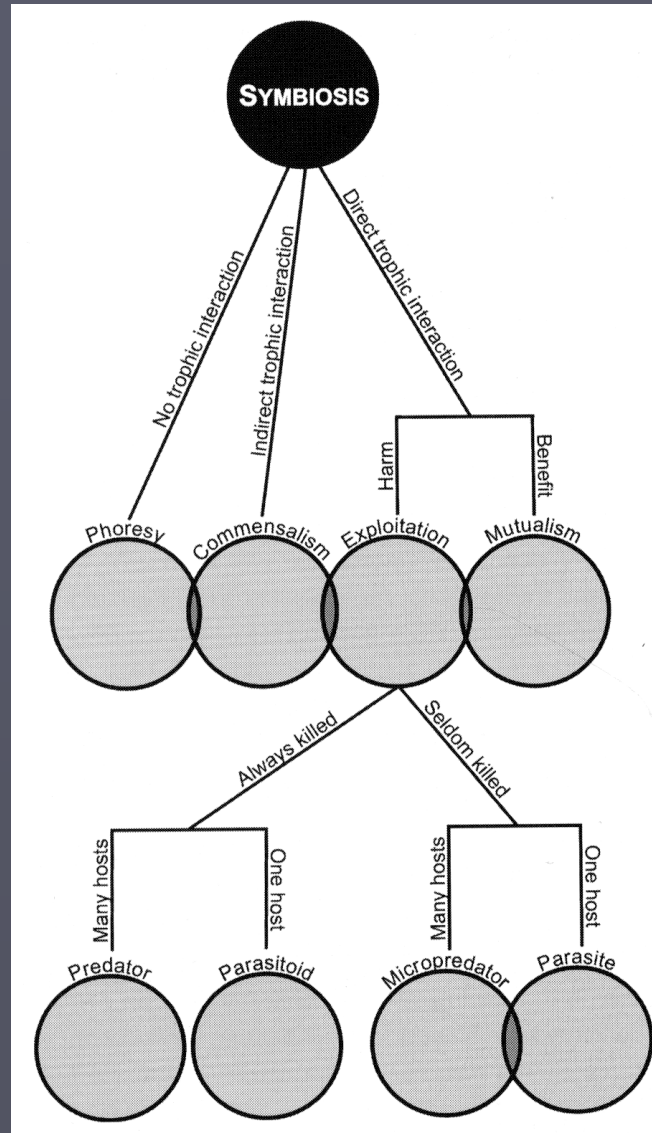 SYMBIOSIS
No trophic interaction
Indirect trophic interaction
Direct trophic interaction
Harm
Benefit
Phoresy
Commensalism
Exploitation
Mutualism
Always killed
Seldom killed
Many hosts
One host
Many hosts
One host
Predator
Parasitoid
Micropredator
Parasite